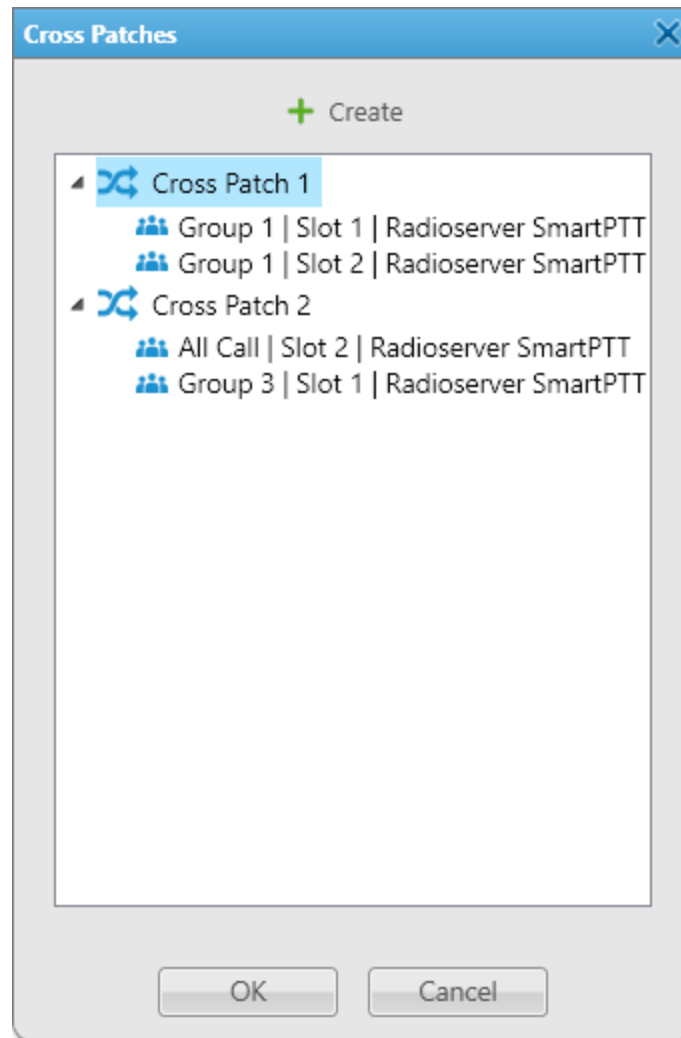 Cross Patches
Create
Cross Patch 1
Group 1 | Slot 1 | Radioserver SmartPTT
Group 1 | Slot 2 | Radioserver SmartPTT
Cross Patch 2
All Call | Slot 2 | Radioserver SmartPTT
Group 3 | Slot 1 | Radioserver SmartPTT
OK Cancel